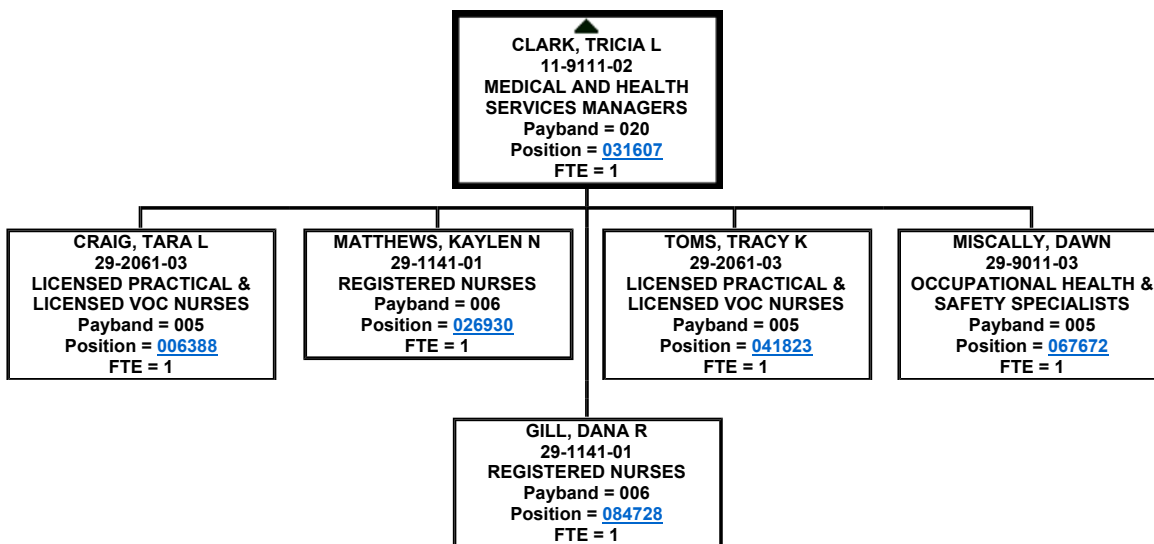 CLARK, TRICIA L
11-9111-02
MEDICAL AND HEALTH
SERVICES MANAGERS
Payband = 020
Position = 031607
FTE = 1
CRAIG, TARA L
29-2061-03
LICENSED PRACTICAL &
LICENSED VOC NURSES
Payband = 005
Position = 006388
FTE = 1
MATTHEWS, KAYLEN N
29-1141-01
REGISTERED NURSES
Payband = 006
Position = 026930
FTE = 1
TOMS, TRACY K
29-2061-03
LICENSED PRACTICAL &
LICENSED VOC NURSES
Payband = 005
Position = 041823
FTE = 1
MISCALLY, DAWN
29-9011-03
OCCUPATIONAL HEALTH &
SAFETY SPECIALISTS
Payband = 005
Position = 067672
FTE = 1
GILL, DANA R
29-1141-01
REGISTERED NURSES
Payband = 006
Position = 084728
FTE = 1